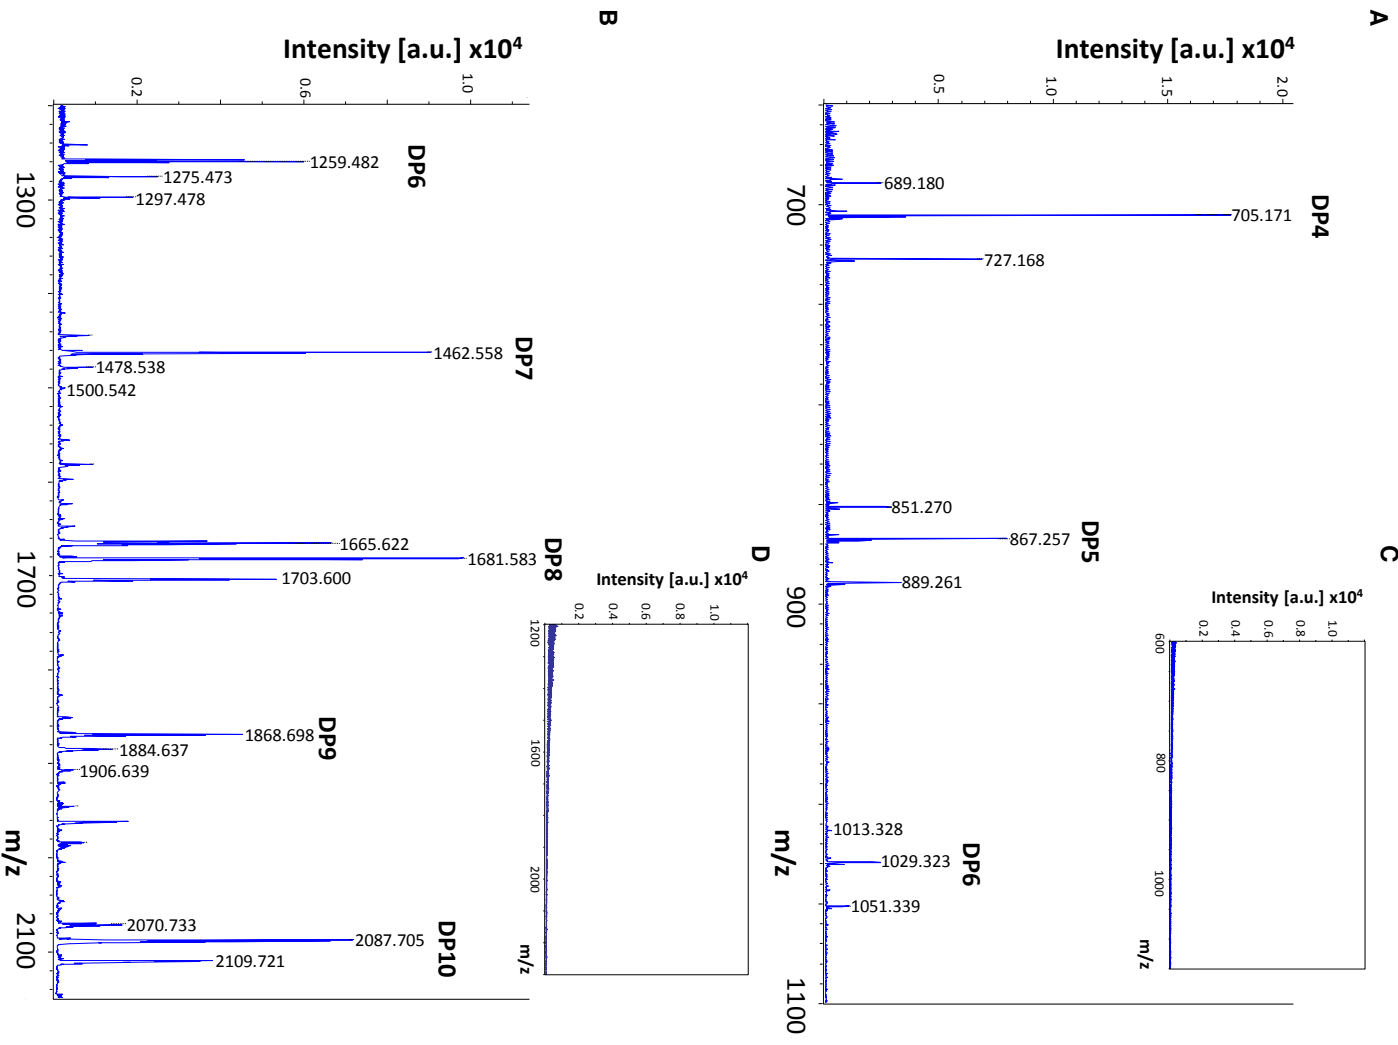 A
Intensity [a.u.] x10⁴
2.0
1.5
1.0
0.5
DP4
689.180
705.171
727.168
DP5
851.270
867.257
889.261
DP6
1013.328
1029.323
1051.339
700
900
1100
m/z
C
Intensity [a.u.] x10⁴
1.0
0.8
0.6
0.4
0.2
600
800
1000
m/z
B
Intensity [a.u.] x10⁴
1.0
0.6
0.2
DP6
1259.482
1275.473
1297.478
DP7
1462.558
1478.538
1500.542
DP8
1665.622
1681.583
1703.600
DP9
1868.698
1884.637
1906.639
DP10
2070.733
2087.705
2109.721
1300
1700
2100
m/z
D
Intensity [a.u.] x10⁴
1.0
0.8
0.6
0.4
0.2
1200
1600
2000
m/z